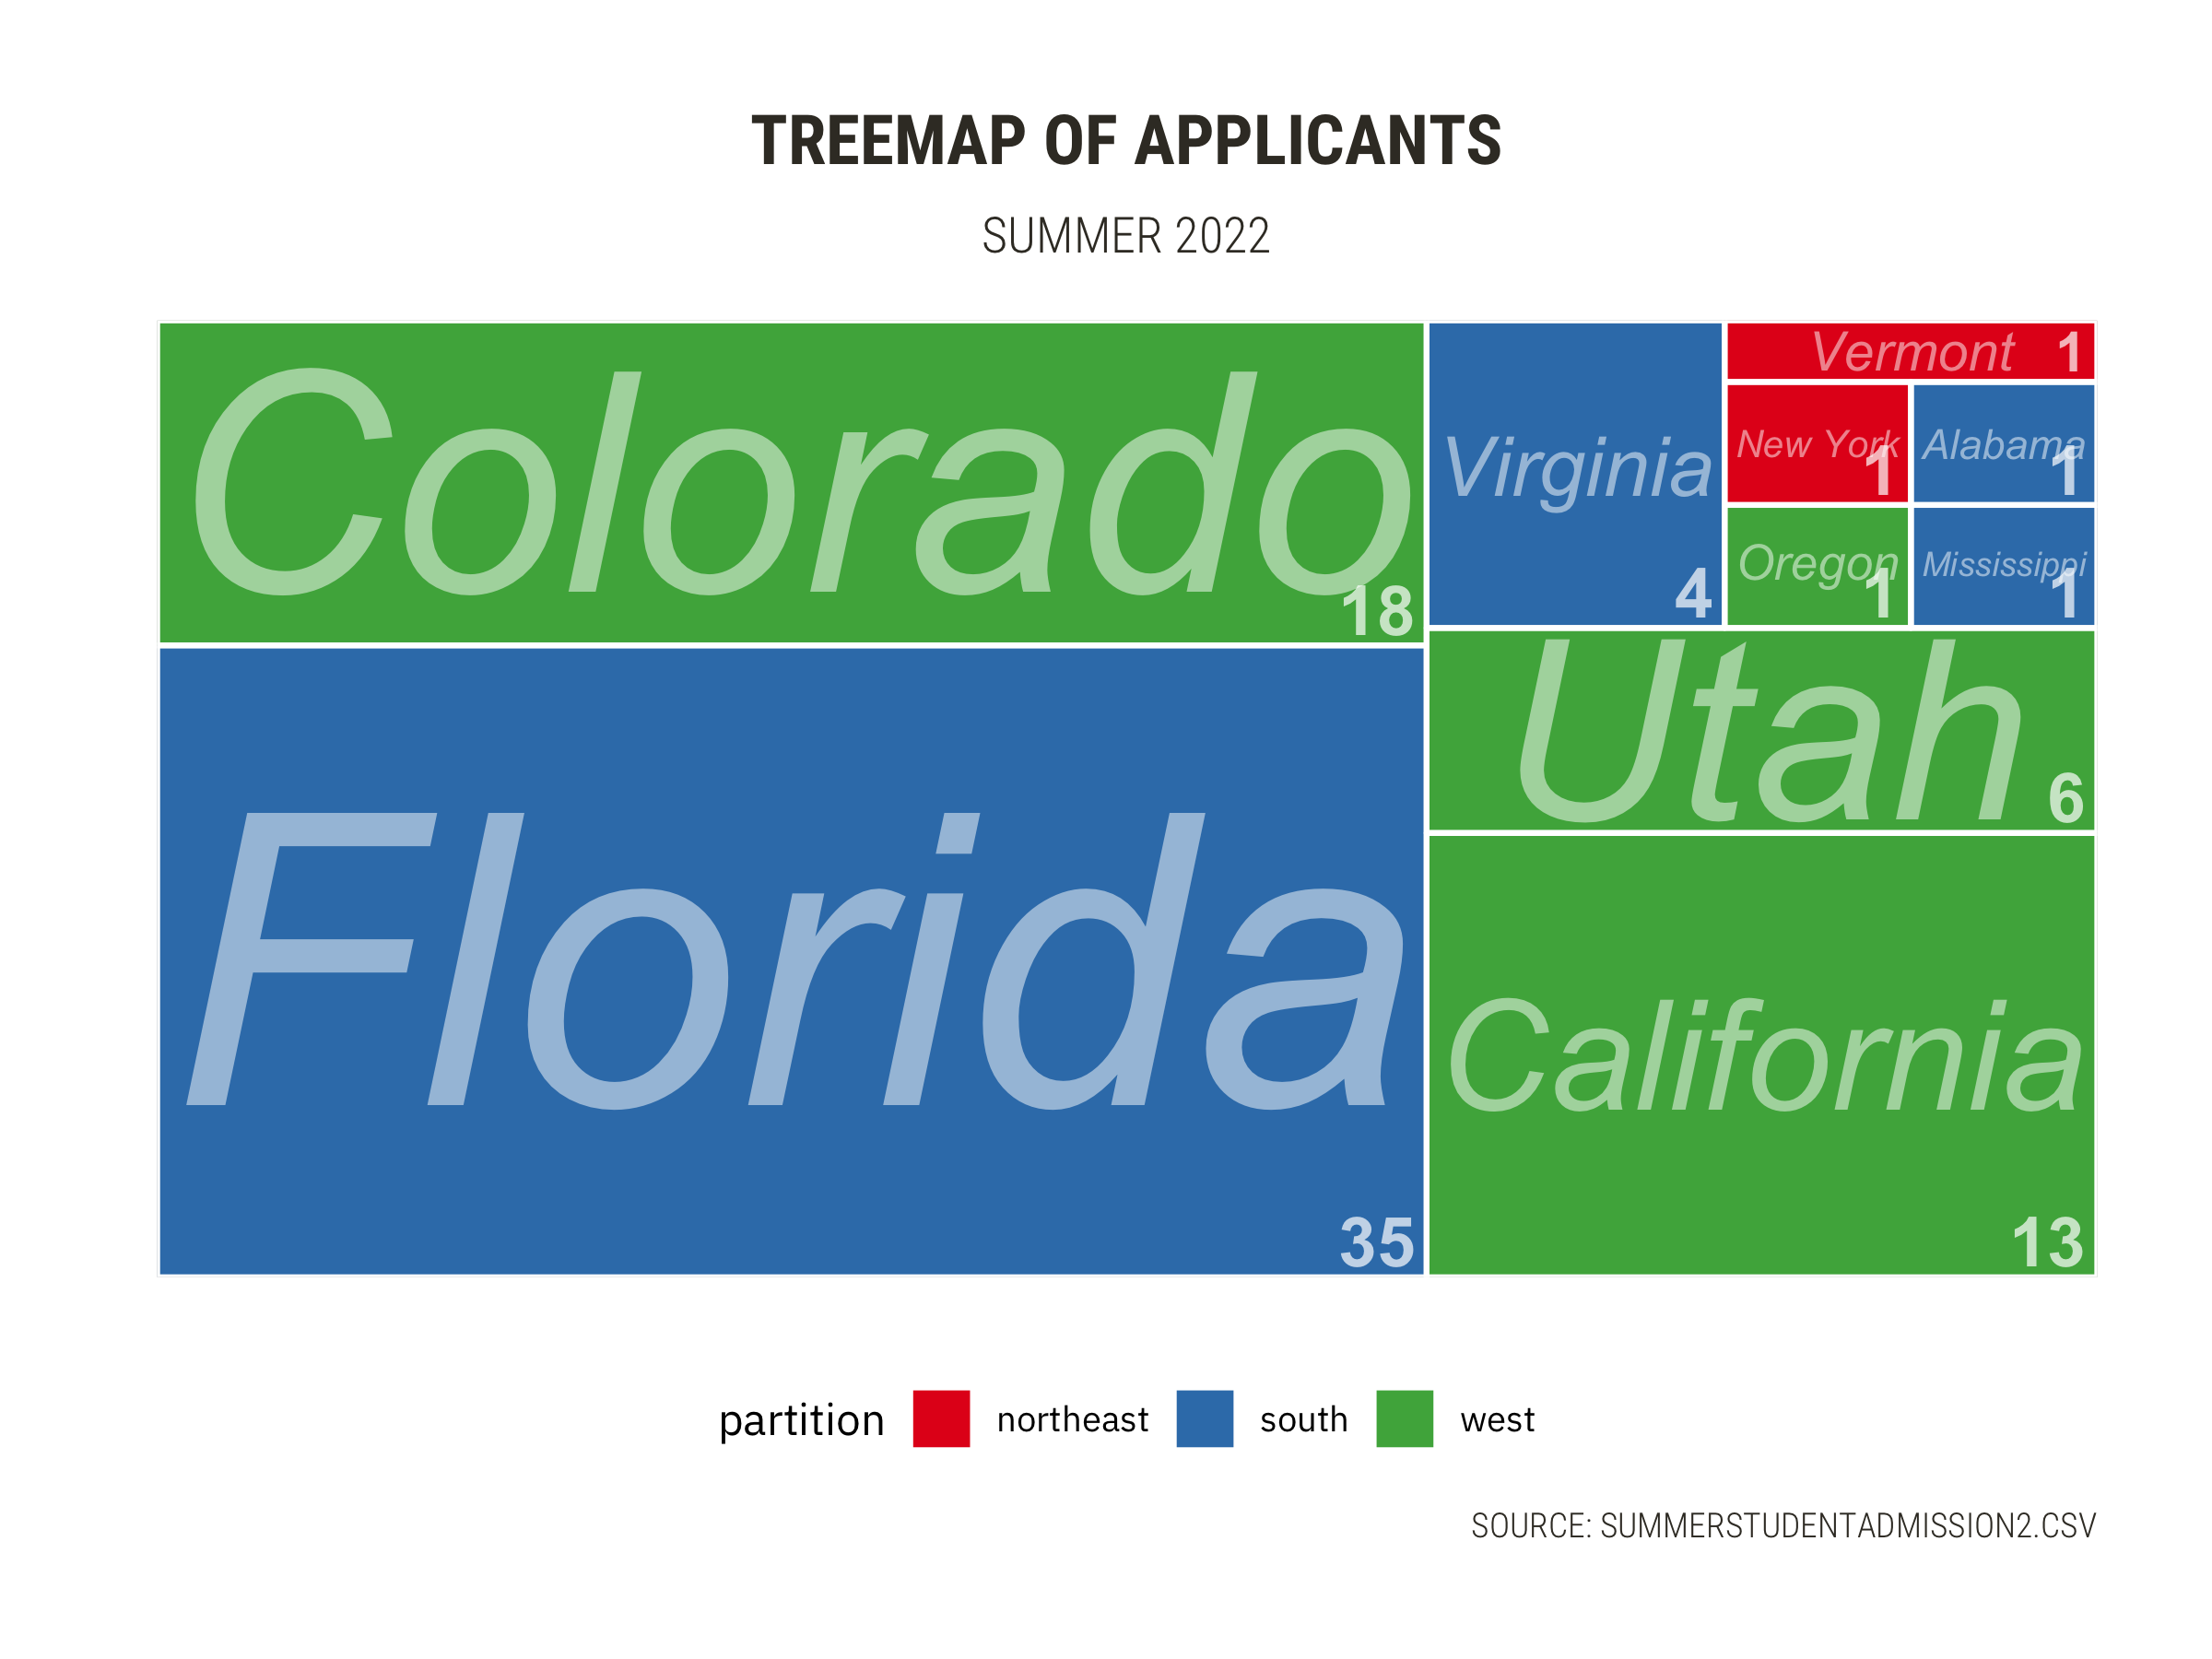 TREEMAP OF APPLICANTS
SUMMER 2022
Colorado
18
Florida
35
Virginia
4
Vermont 1
New York
1
Alabama
1
Oregon
1
Mississippi
1
Utah
6
California
13
partition northeast south west
SOURCE: SUMMERSTUDENTADMISSION2.CSV